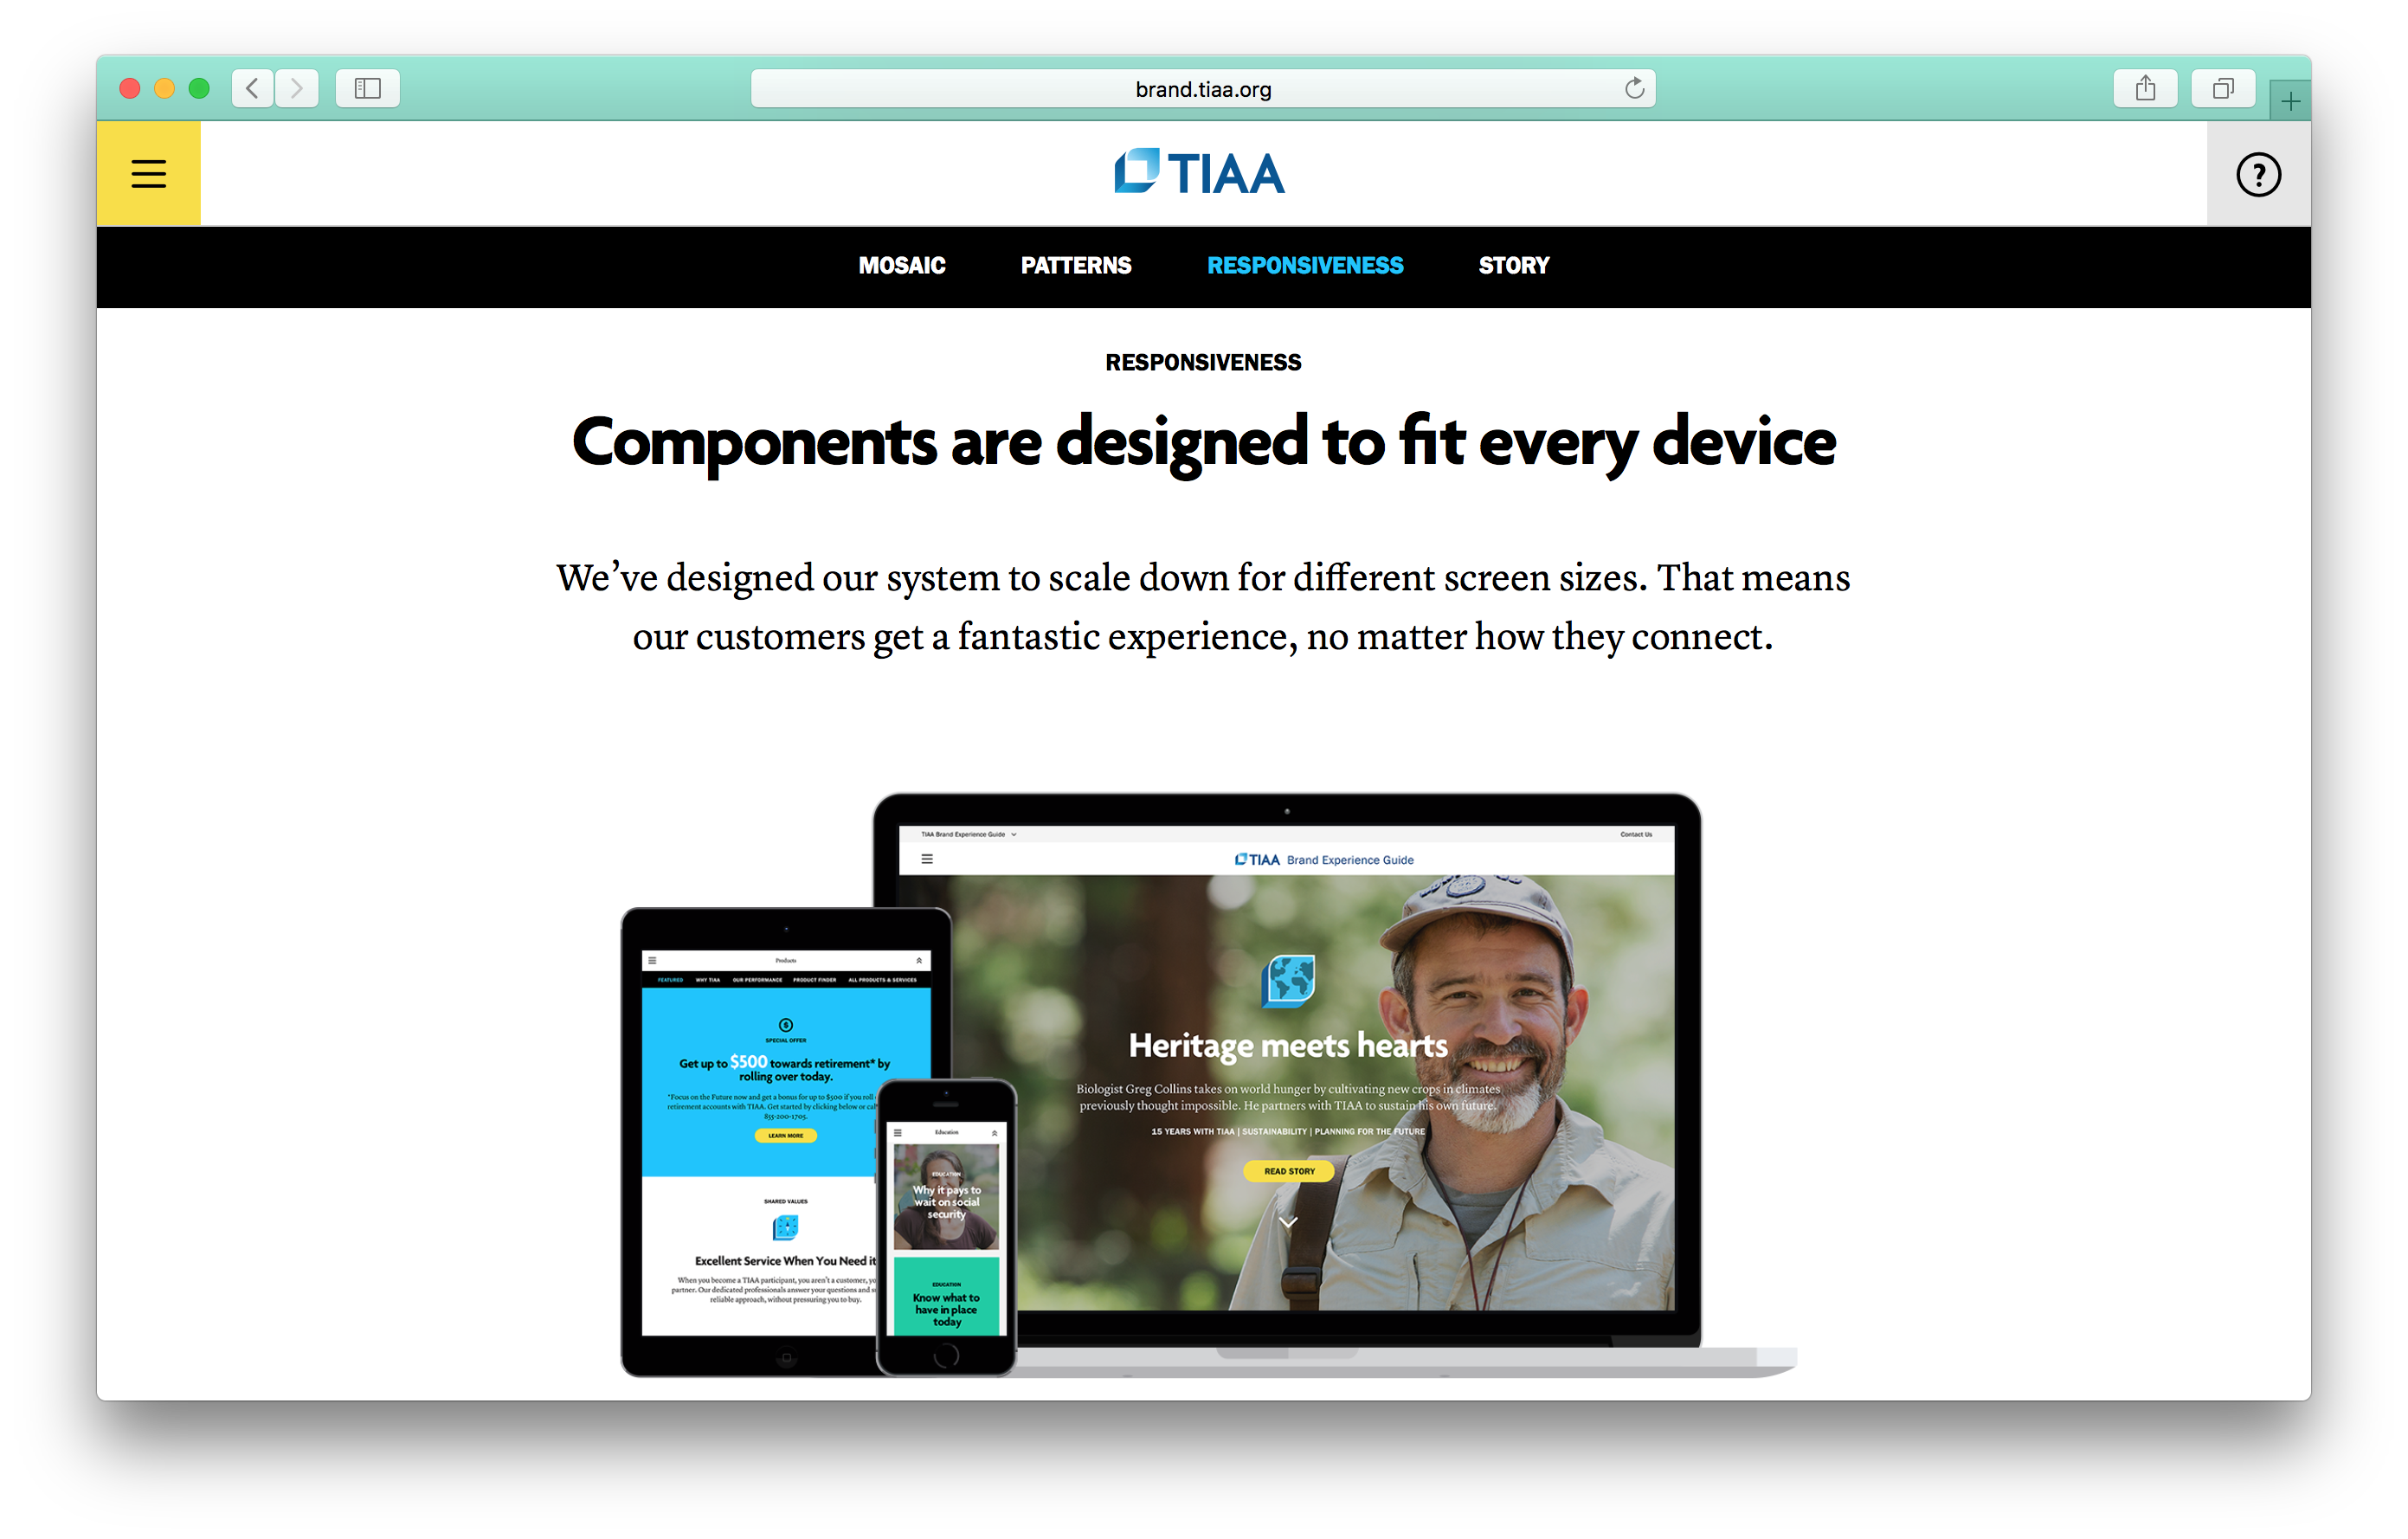 brand.tiaa.org
TIAA
?
MOSAIC PATTERNS RESPONSIVENESS STORY
RESPONSIVENESS
Components are designed to fit every device
We’ve designed our system to scale down for different screen sizes. That means
our customers get a fantastic experience, no matter how they connect.
TIAA Brand Experience Guide
Contact Us
TIAA Brand Experience Guide
Heritage meets hearts
Biologist Greg Collins takes on world hunger by cultivating new crops in climates
previously thought impossible. He partners with TIAA to sustain his own future.
15 YEARS WITH TIAA | SUSTAINABILITY | PLANNING FOR THE FUTURE
READ STORY
Products
FEATURED WHY TIAA OUR PERFORMANCE PRODUCT FINDER ALL PRODUCTS & SERVICES
$
SPECIAL OFFER
Get up to $500 towards retirement* by
rolling over today.
*Focus on the Future now and get a bonus for up to $500 if you roll
retirement accounts with TIAA. Get started by clicking below or
855-200-1705.
LEARN MORE
SHARED VALUES
Excellent Service When You Need it
When you become a TIAA participant, you aren’t a customer,
partner. Our dedicated professionals answer your questions and
reliable approach, without pressuring you to buy.
Education
EDUCATION
Why it pays to
wait on social
security
EDUCATION
Know what to
have in place
today